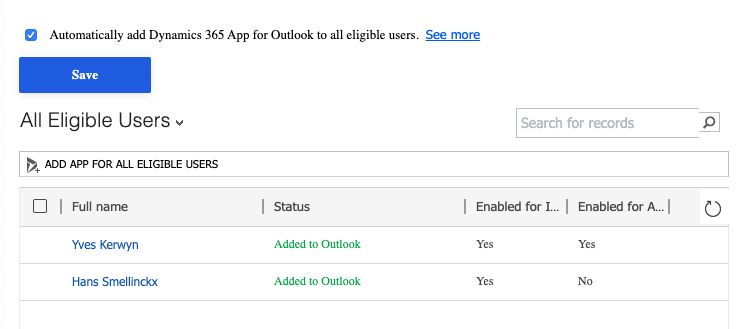 Automatically add Dynamics 365 App for Outlook to all eligible users. See more
Save
All Eligible Users
Search for records
ADD APP FOR ALL ELIGIBLE USERS
Full name Status Enabled for I... Enabled for A...
Yves Kerwyn Added to Outlook Yes Yes
Hans Smellinckx Added to Outlook Yes No